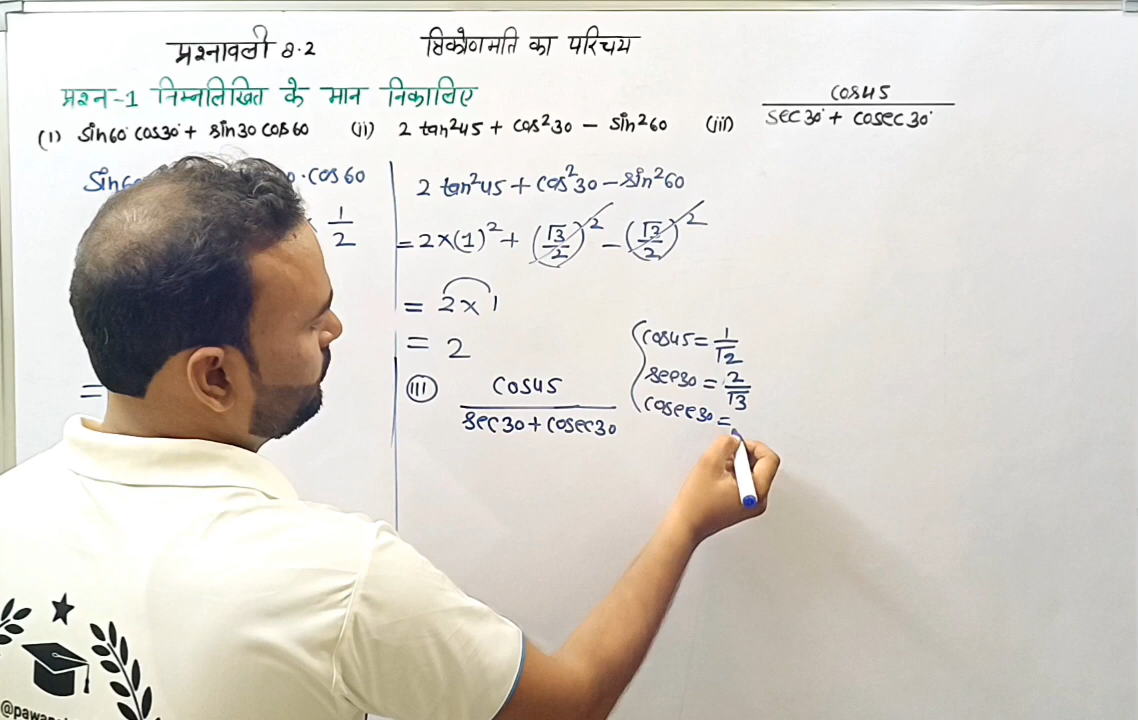 प्रश्नावली 8.2 त्रिकोणमिति का परिचय
प्रश्न-1 निम्नलिखित के मान निकालिए
(i) sin60° cos30° + sin30 cos60 (ii) 2 tan²45 + cos²30 − sin²60 (iii) cos45 / sec30° + cosec30°
sin60
·cos60
1/2
2 tan²45 + cos²30 − sin²60
= 2×(1)² + (√3/2)² − (√3/2)²
= 2×1
= 2
=
(iii) cos45 / sec30 + cosec30
cos45 = 1/√2
sec30 = 2/√3
cosec30 =
@pawan